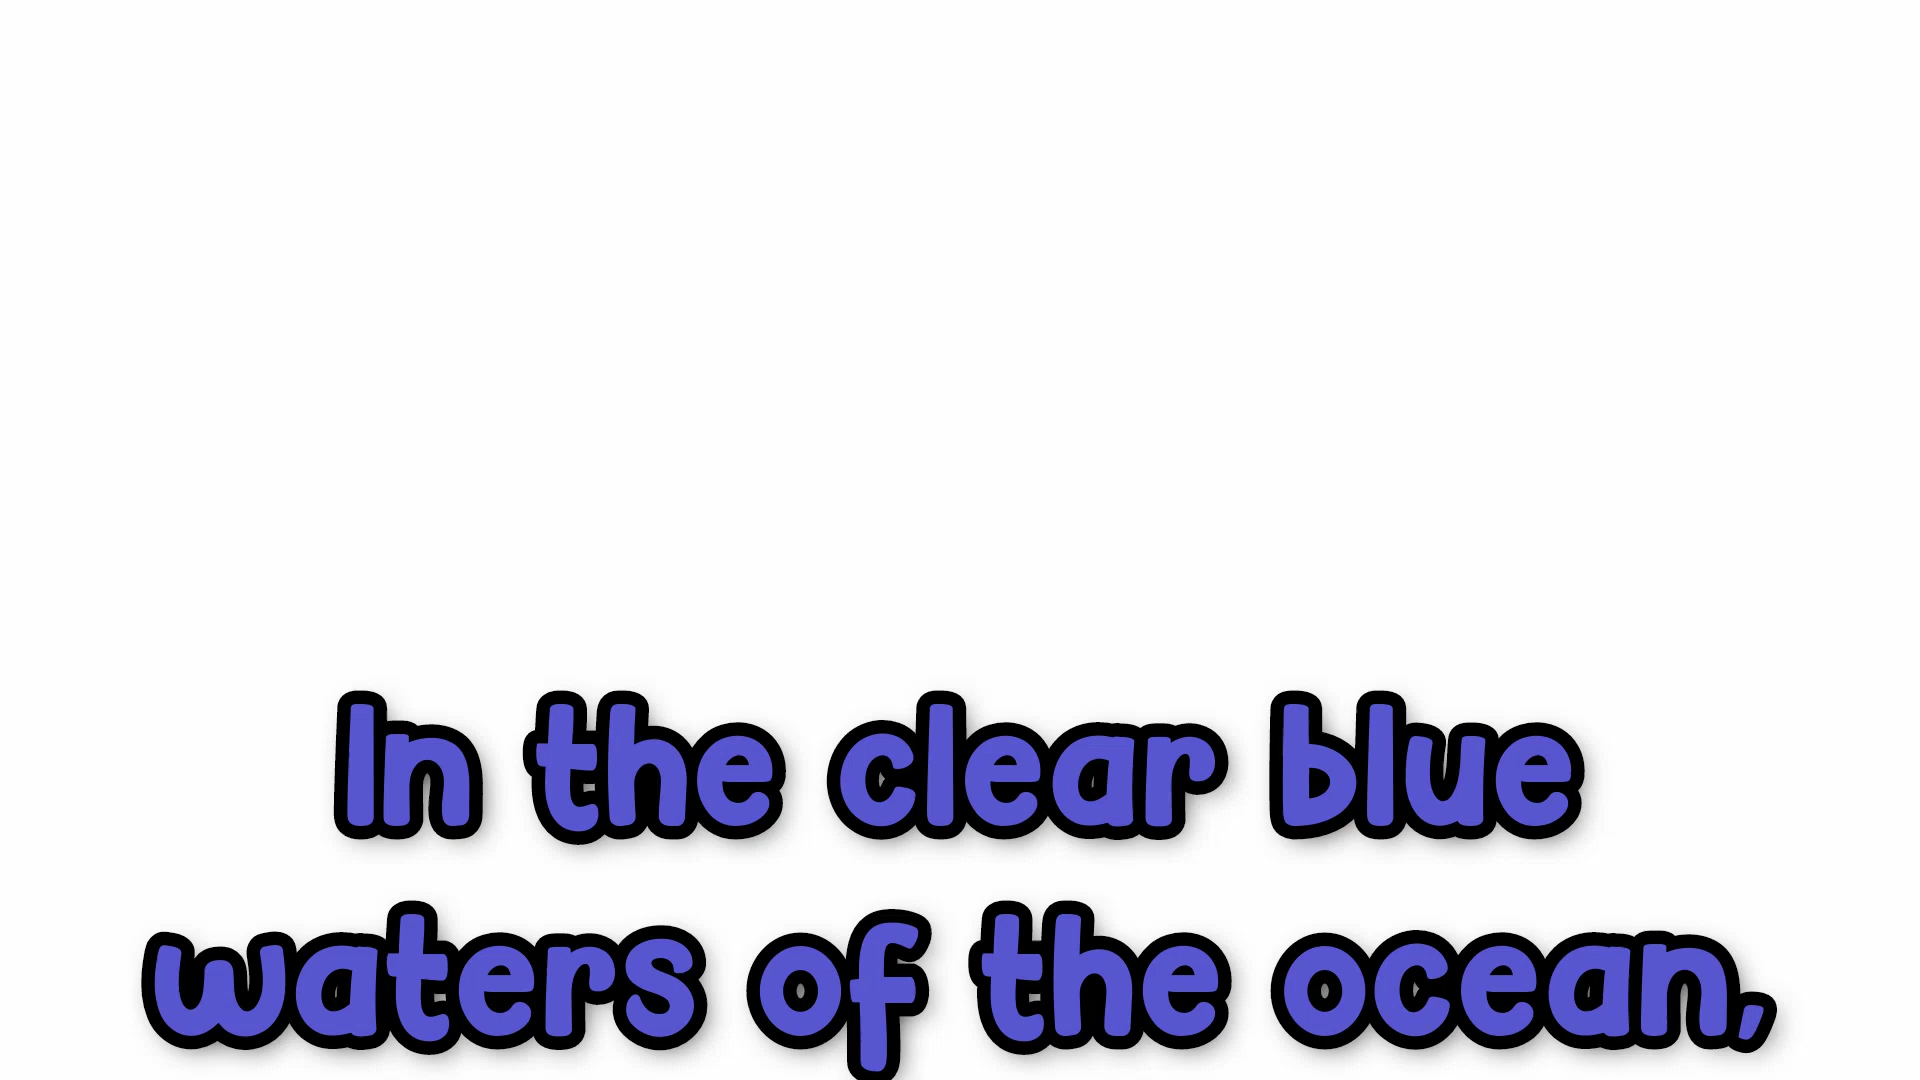 In the clear blue
waters of the ocean,